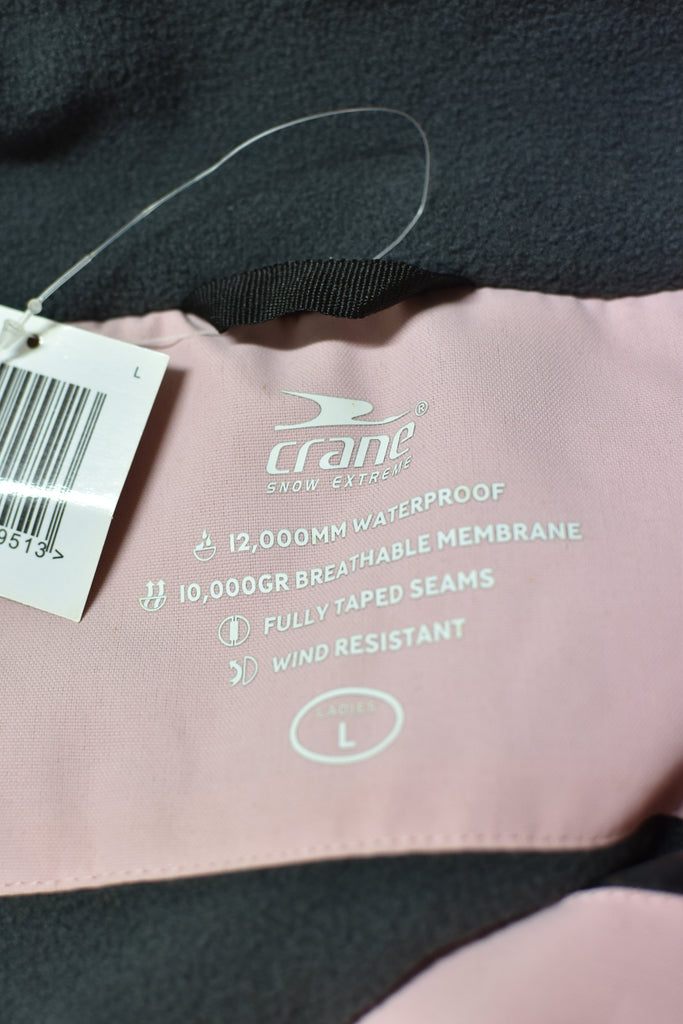 L
9513>
crane®
SNOW EXTREME
12,000MM WATERPROOF
10,000GR BREATHABLE MEMBRANE
FULLY TAPED SEAMS
WIND RESISTANT
LADIES
L